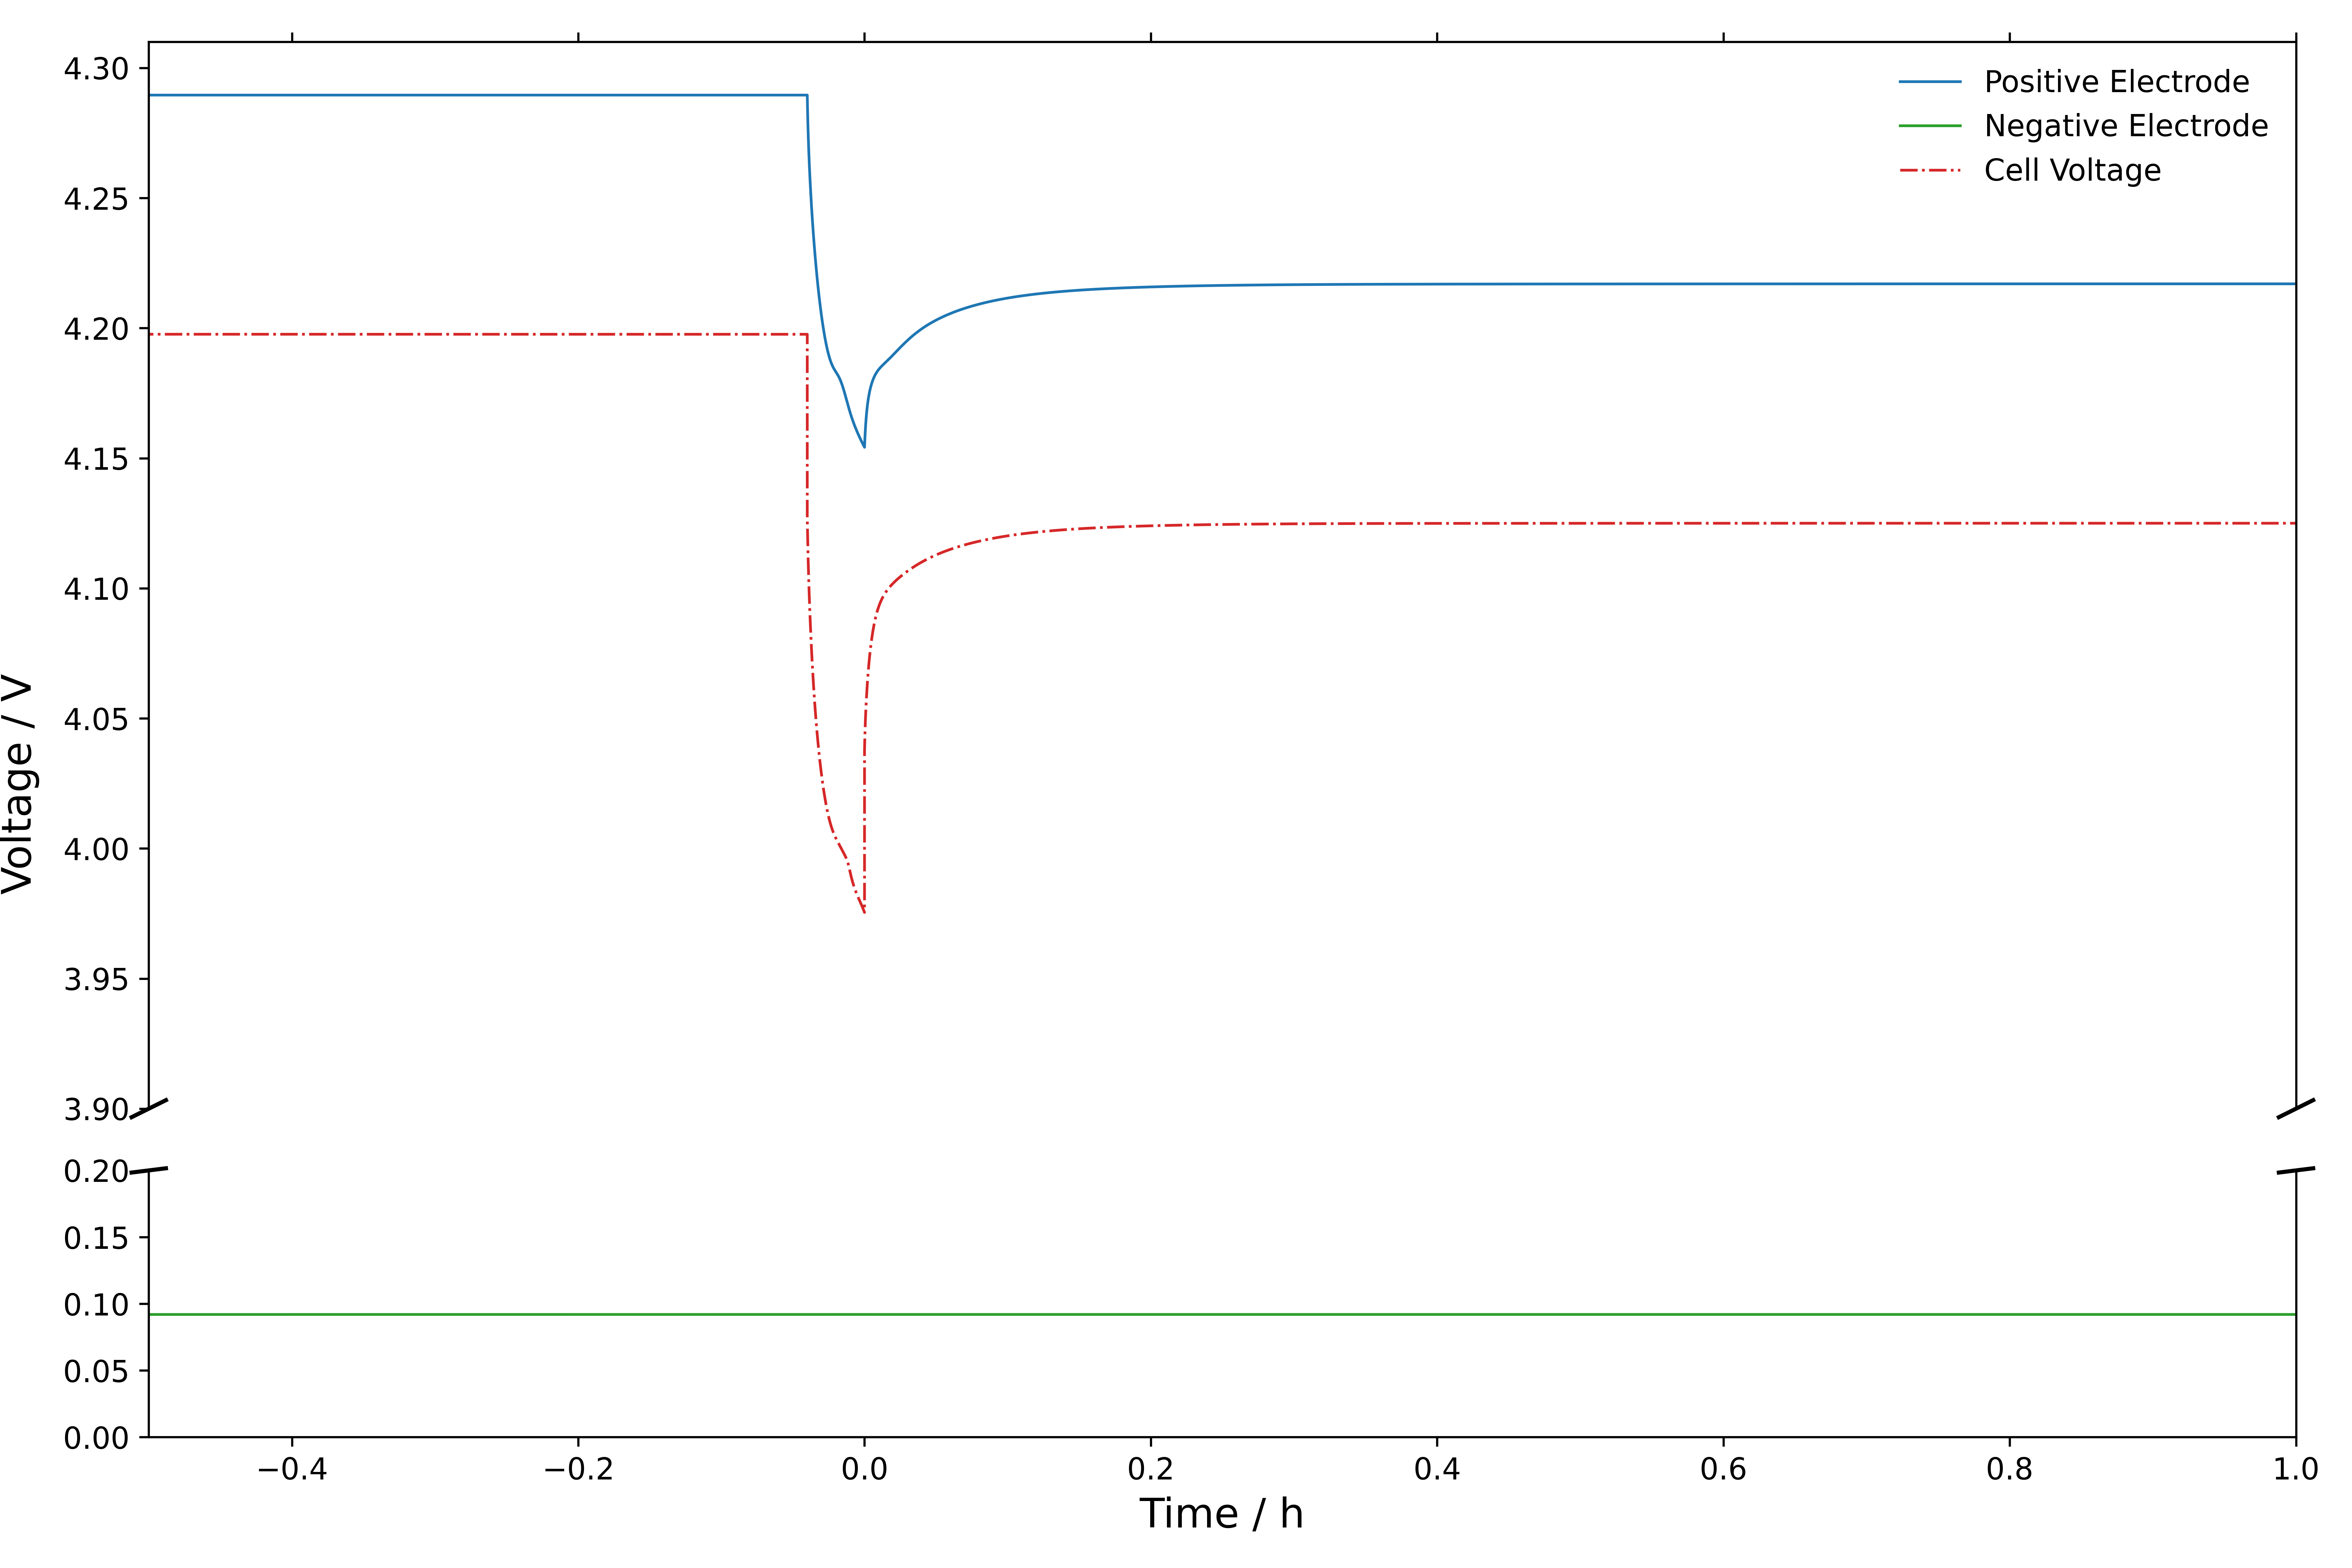 4.30
4.25
4.20
4.15
4.10
4.05
4.00
3.95
3.90
0.20
0.15
0.10
0.05
0.00
Voltage / V
Positive Electrode
Negative Electrode
Cell Voltage
−0.4 −0.2 0.0 0.2 0.4 0.6 0.8 1.0
Time / h